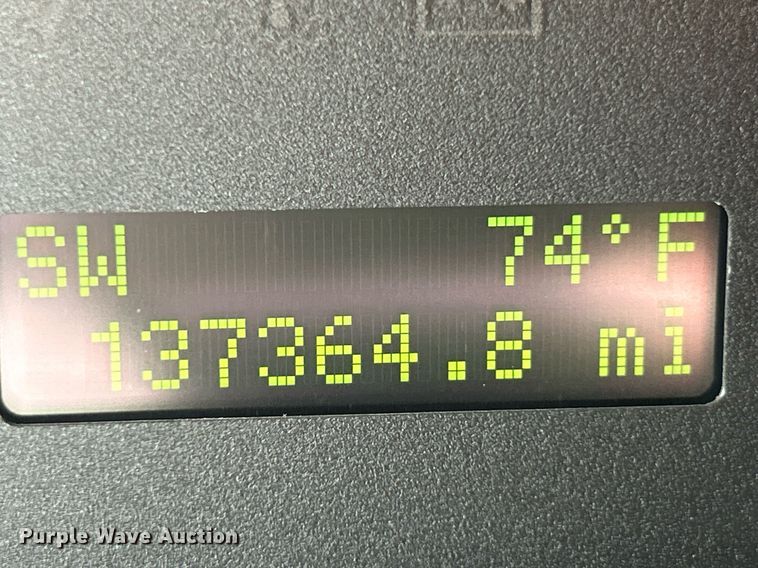 SW 74°F
137364.8 mi
Purple Wave Auction